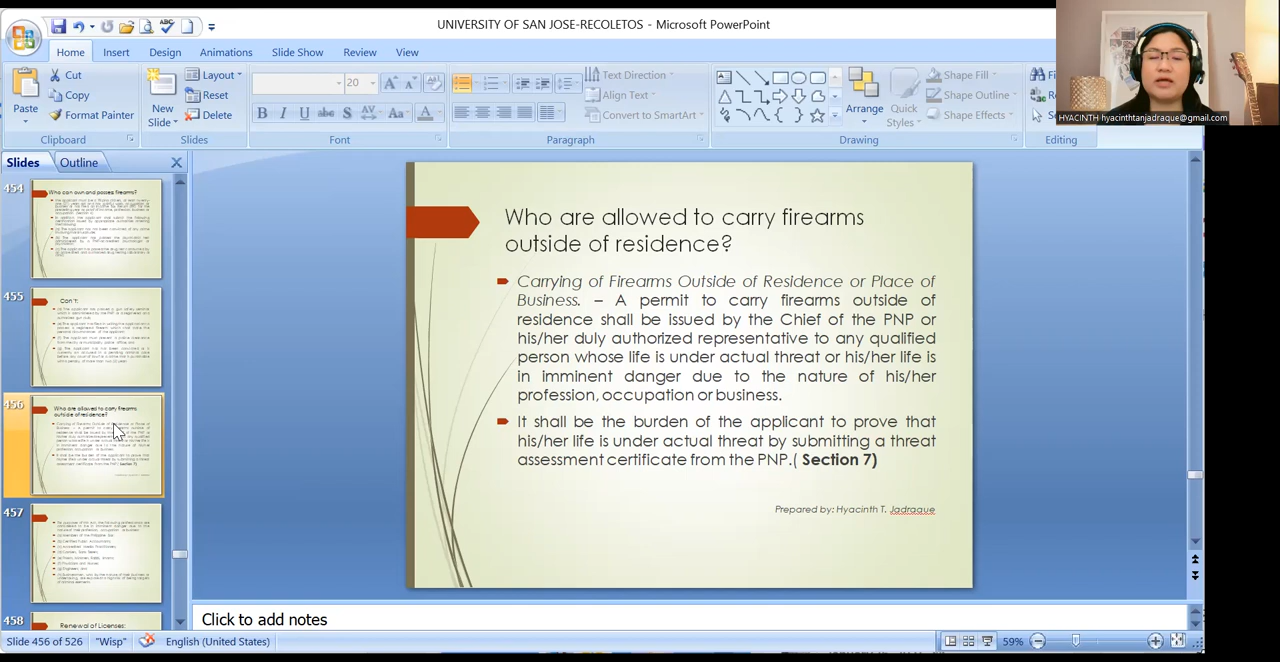 UNIVERSITY OF SAN JOSE-RECOLETOS - Microsoft PowerPoint
Home Insert Design Animations Slide Show Review View
Paste
Cut
Copy
Format Painter
Clipboard
New Slide
Layout
Reset
Delete
Slides
20
Font
Text Direction
Align Text
Convert to SmartArt
Paragraph
Arrange
Quick Styles
Shape Fill
Shape Outline
Shape Effects
Drawing
Editing
HYACINTH hyacinthtanjadraque@gmail.com
Slides Outline
454
Who can own and possess firearms?
455
Con't:
456
Who are allowed to carry firearms
outside of residence?
457
458
Renewal of Licenses:
Who are allowed to carry firearms
outside of residence?
Carrying of Firearms Outside of Residence or Place of
Business. – A permit to carry firearms outside of
residence shall be issued by the Chief of the PNP or
his/her duly authorized representative to any qualified
person whose life is under actual threat or his/her life is
in imminent danger due to the nature of his/her
profession, occupation or business.
It shall be the burden of the applicant to prove that
his/her life is under actual threat by submitting a threat
assessment certificate from the PNP.( Section 7)
Prepared by: Hyacinth T. Jadraque
Click to add notes
Slide 456 of 526 "Wisp" English (United States) 59%